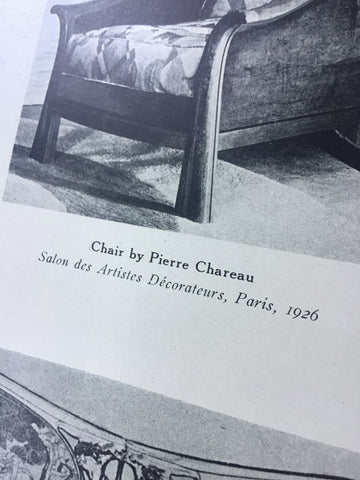 Chair by Pierre Chareau
Salon des Artistes Décorateurs, Paris, 1926